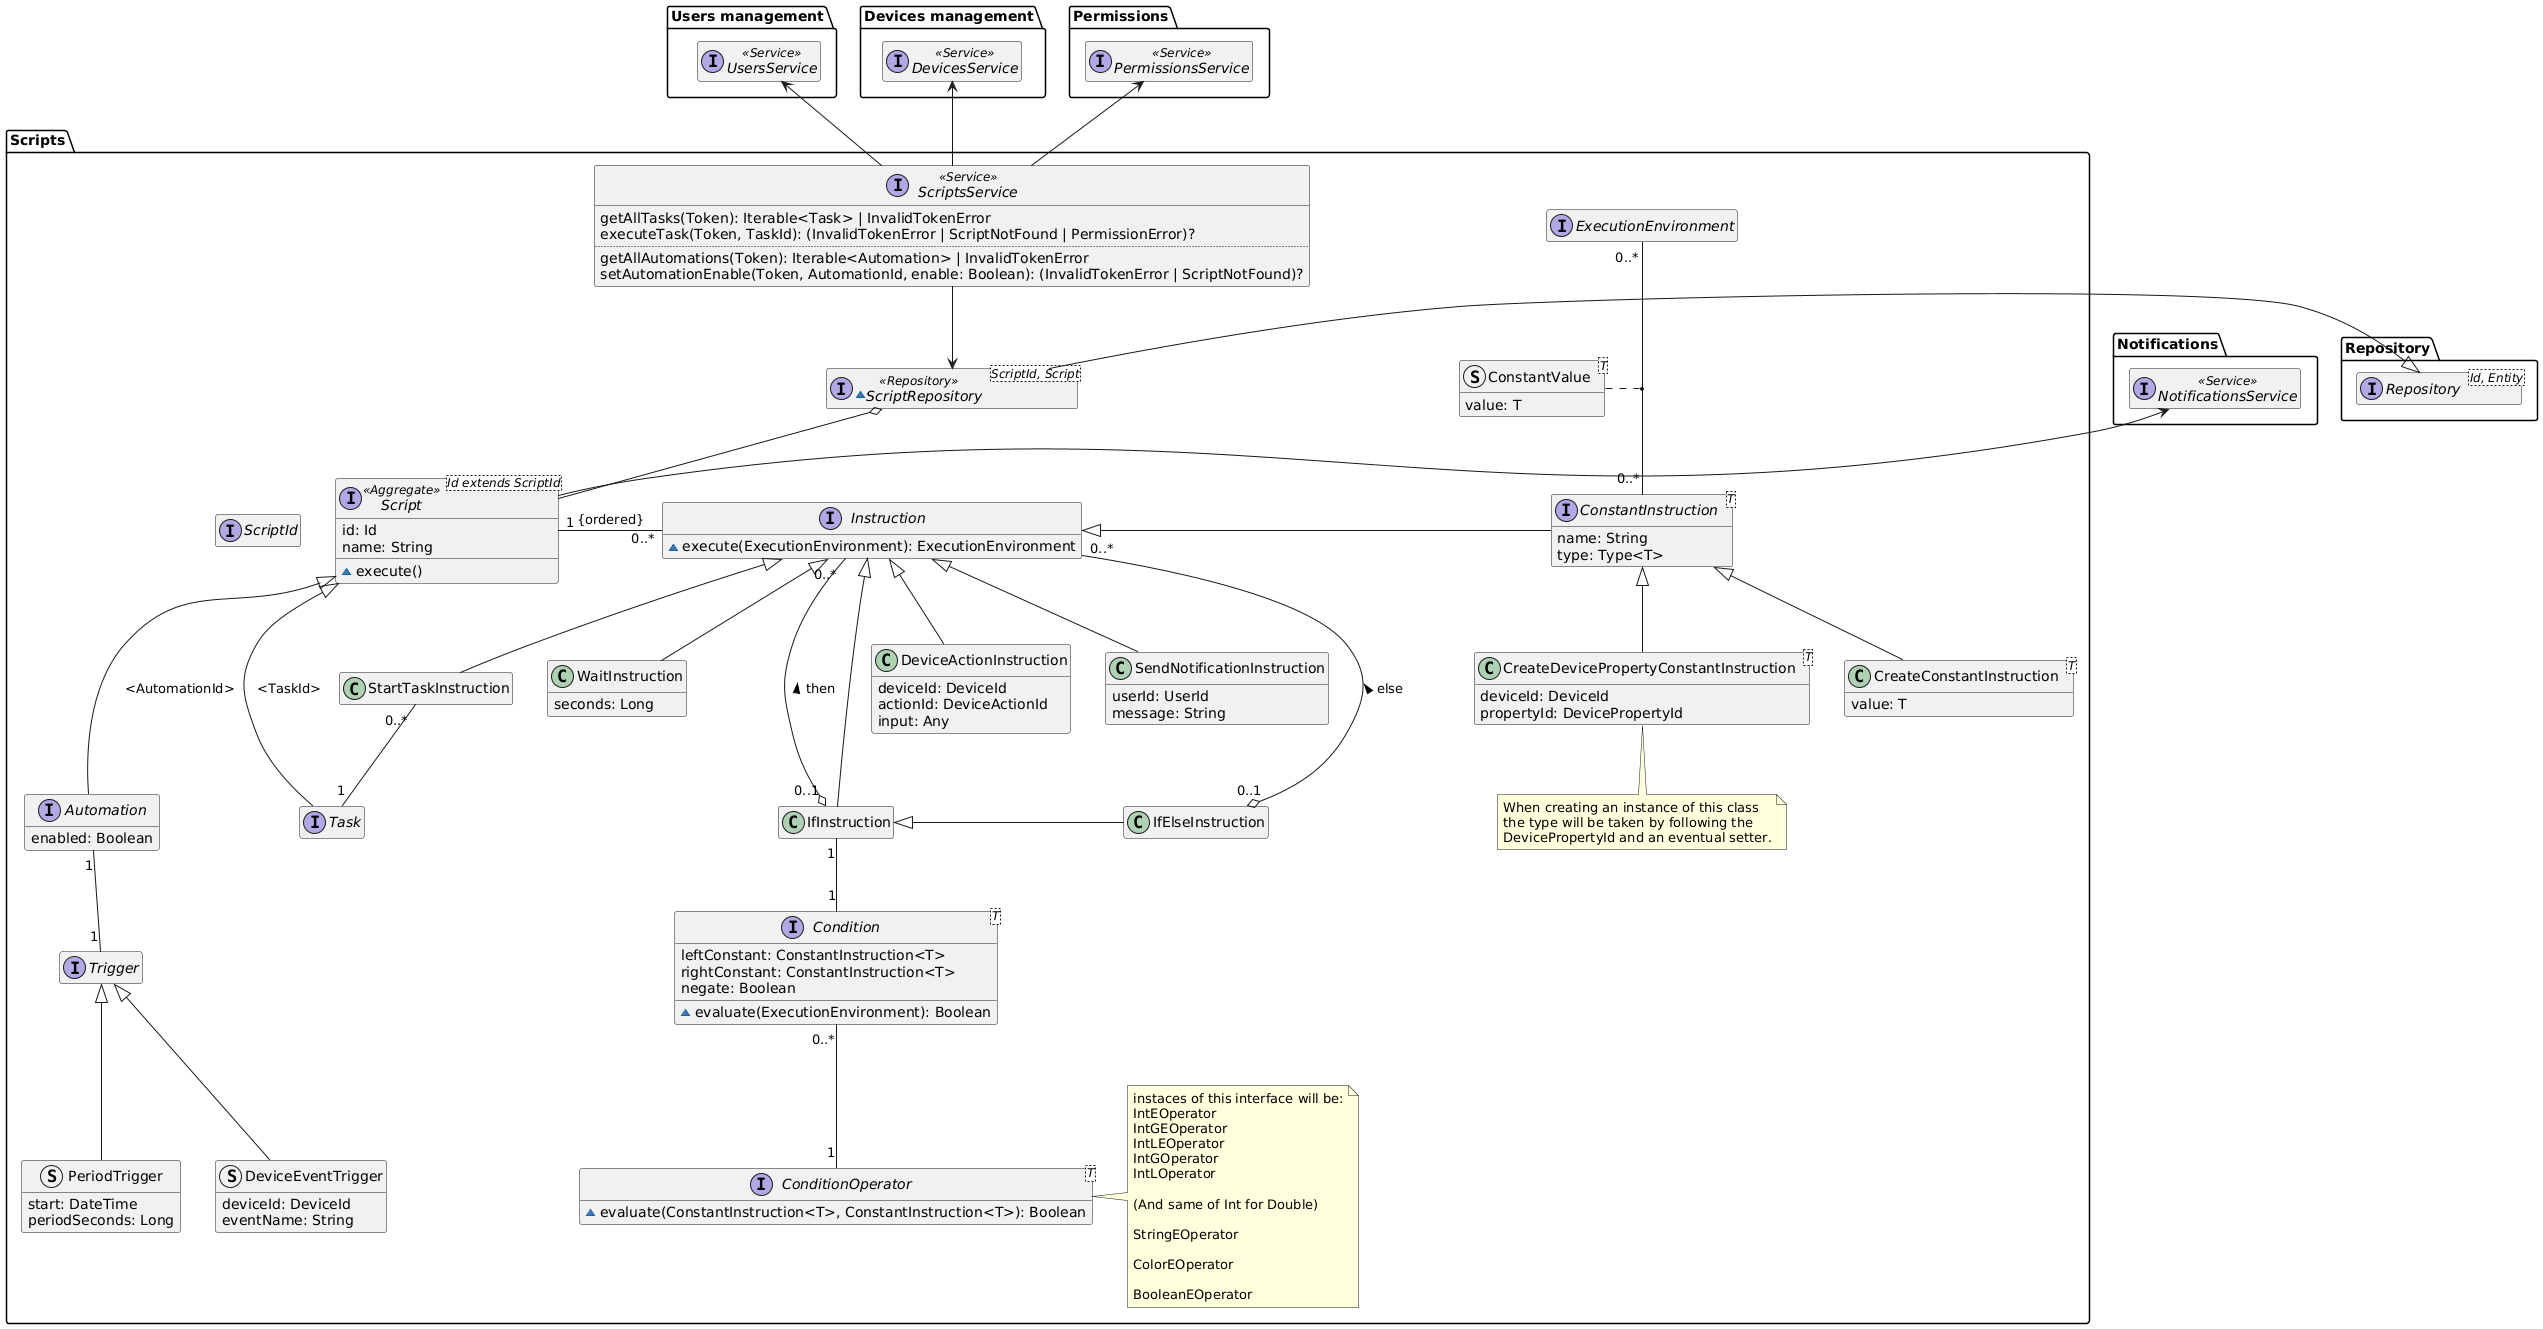 Users management
«Service»
UsersService
Devices management
«Service»
DevicesService
Permissions
«Service»
PermissionsService
Scripts
«Service»
ScriptsService
getAllTasks(Token): Iterable<Task> | InvalidTokenError
executeTask(Token, TaskId): (InvalidTokenError | ScriptNotFound | PermissionError)?
getAllAutomations(Token): Iterable<Automation> | InvalidTokenError
setAutomationEnable(Token, AutomationId, enable: Boolean): (InvalidTokenError | ScriptNotFound)?
I ExecutionEnvironment
0..*
0..*
S ConstantValue
T
value: T
Notifications
«Service»
NotificationsService
Repository
I Repository
Id, Entity
«Repository»
ScriptRepository
ScriptId, Script
I ScriptId
«Aggregate»
Script
Id extends ScriptId
id: Id
name: String
execute()
1
{ordered}
0..*
I Instruction
execute(ExecutionEnvironment): ExecutionEnvironment
0..*
0..*
I ConstantInstruction
T
name: String
type: Type<T>
<AutomationId>
<TaskId>
C StartTaskInstruction
0..*
1
C WaitInstruction
seconds: Long
then
0..1
C DeviceActionInstruction
deviceId: DeviceId
actionId: DeviceActionId
input: Any
C SendNotificationInstruction
userId: UserId
message: String
else
0..1
C CreateDevicePropertyConstantInstruction
T
deviceId: DeviceId
propertyId: DevicePropertyId
C CreateConstantInstruction
T
value: T
When creating an instance of this class
the type will be taken by following the
DevicePropertyId and an eventual setter.
I Automation
enabled: Boolean
1
1
I Task
C IfInstruction
1
1
C IfElseInstruction
I Trigger
I Condition
T
leftConstant: ConstantInstruction<T>
rightConstant: ConstantInstruction<T>
negate: Boolean
evaluate(ExecutionEnvironment): Boolean
0..*
1
S PeriodTrigger
start: DateTime
periodSeconds: Long
S DeviceEventTrigger
deviceId: DeviceId
eventName: String
I ConditionOperator
T
evaluate(ConstantInstruction<T>, ConstantInstruction<T>): Boolean
instaces of this interface will be:
IntEOperator
IntGEOperator
IntLEOperator
IntGOperator
IntLOperator
(And same of Int for Double)
StringEOperator
ColorEOperator
BooleanEOperator